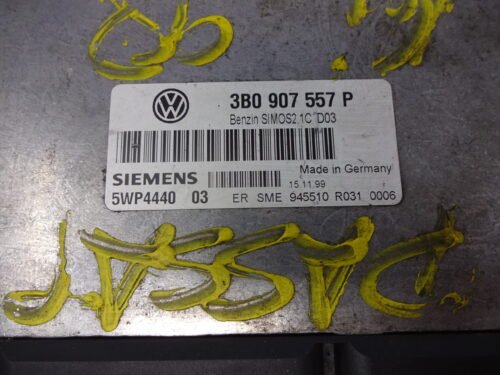 3B0 907 557 P
Benzin SIMOS2.1C D03
SIEMENS
Made in Germany
15.11.99
5WP4440 03 ER SME 945510 R031 0006
PASSAT